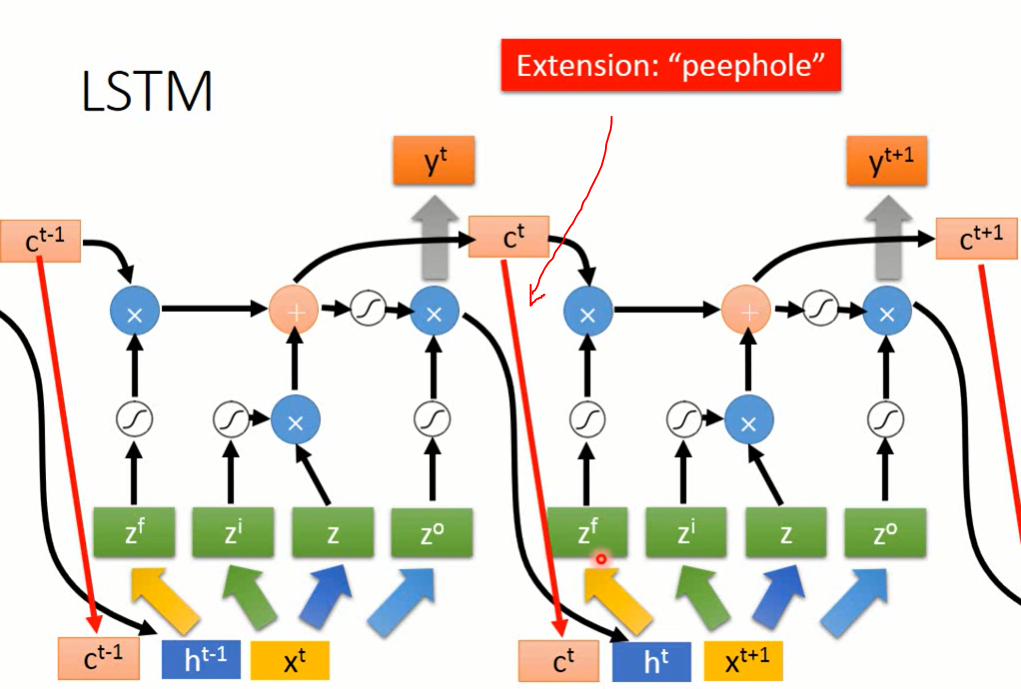 Extension: “peephole”
LSTM
y^t
y^{t+1}
c^{t-1}
c^t
c^{t+1}
×
+
×
×
+
×
×
×
z^f
z^i
z
z^o
z^f
z^i
z
z^o
c^{t-1}
h^{t-1}
x^t
c^t
h^t
x^{t+1}